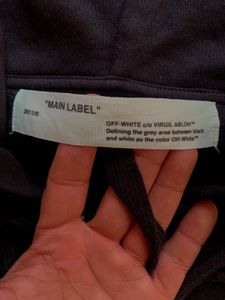 "MAIN LABEL"
2013©
OFF-WHITE c/o VIRGIL ABLOH™
Defining the grey area between black
and white as the color Off-White™